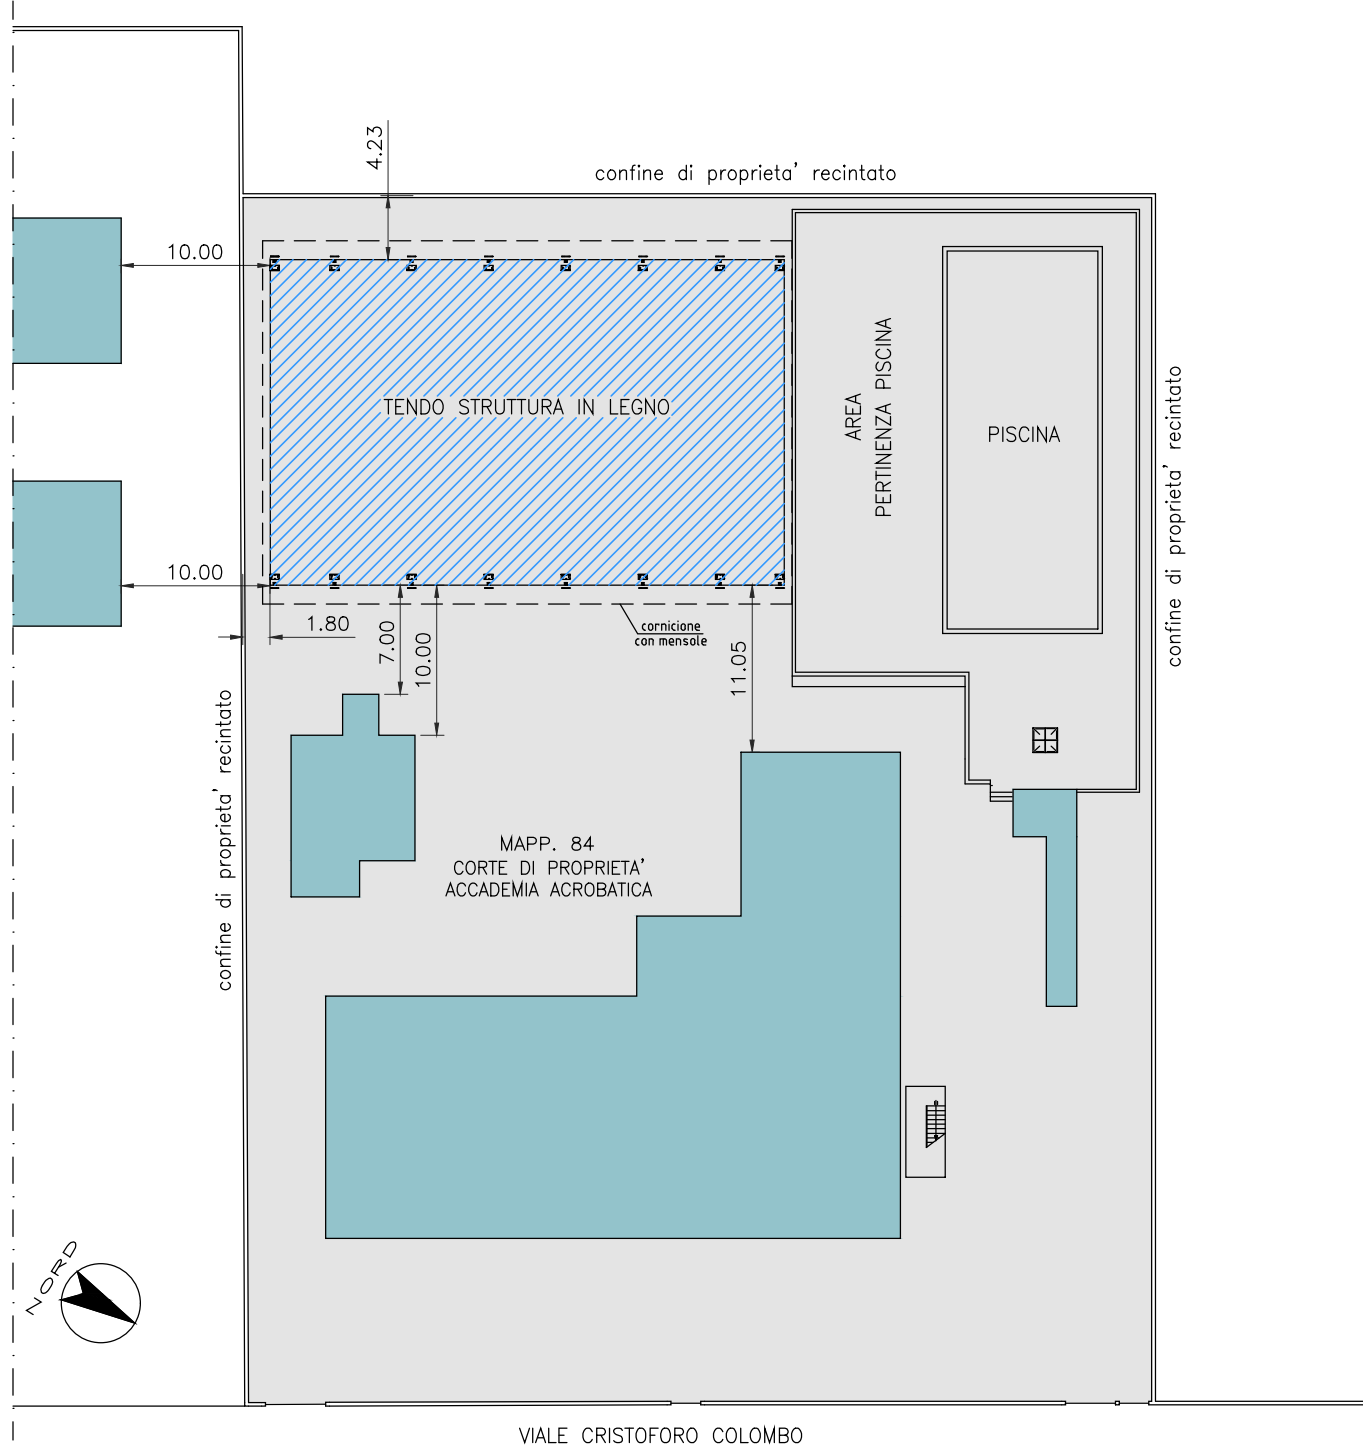 4.23
confine di proprieta' recintato
10.00
TENDO STRUTTURA IN LEGNO
AREA
PERTINENZA PISCINA
PISCINA
confine di proprieta' recintato
10.00
1.80
7.00
10.00
cornicione
con mensole
11.05
confine di proprieta' recintato
MAPP. 84
CORTE DI PROPRIETA'
ACCADEMIA ACROBATICA
NORD
VIALE CRISTOFORO COLOMBO